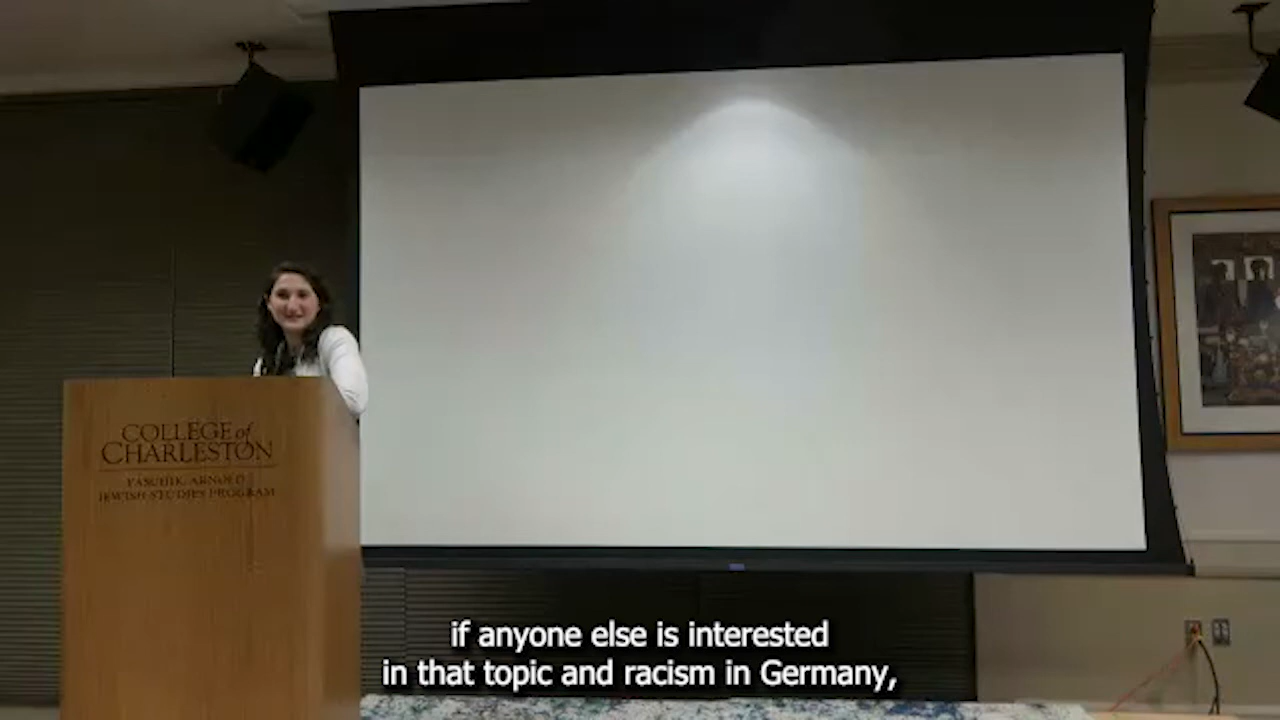 COLLEGE of
CHARLESTON
YASCHIK/ARNOLD
JEWISH STUDIES PROGRAM
if anyone else is interested
in that topic and racism in Germany,